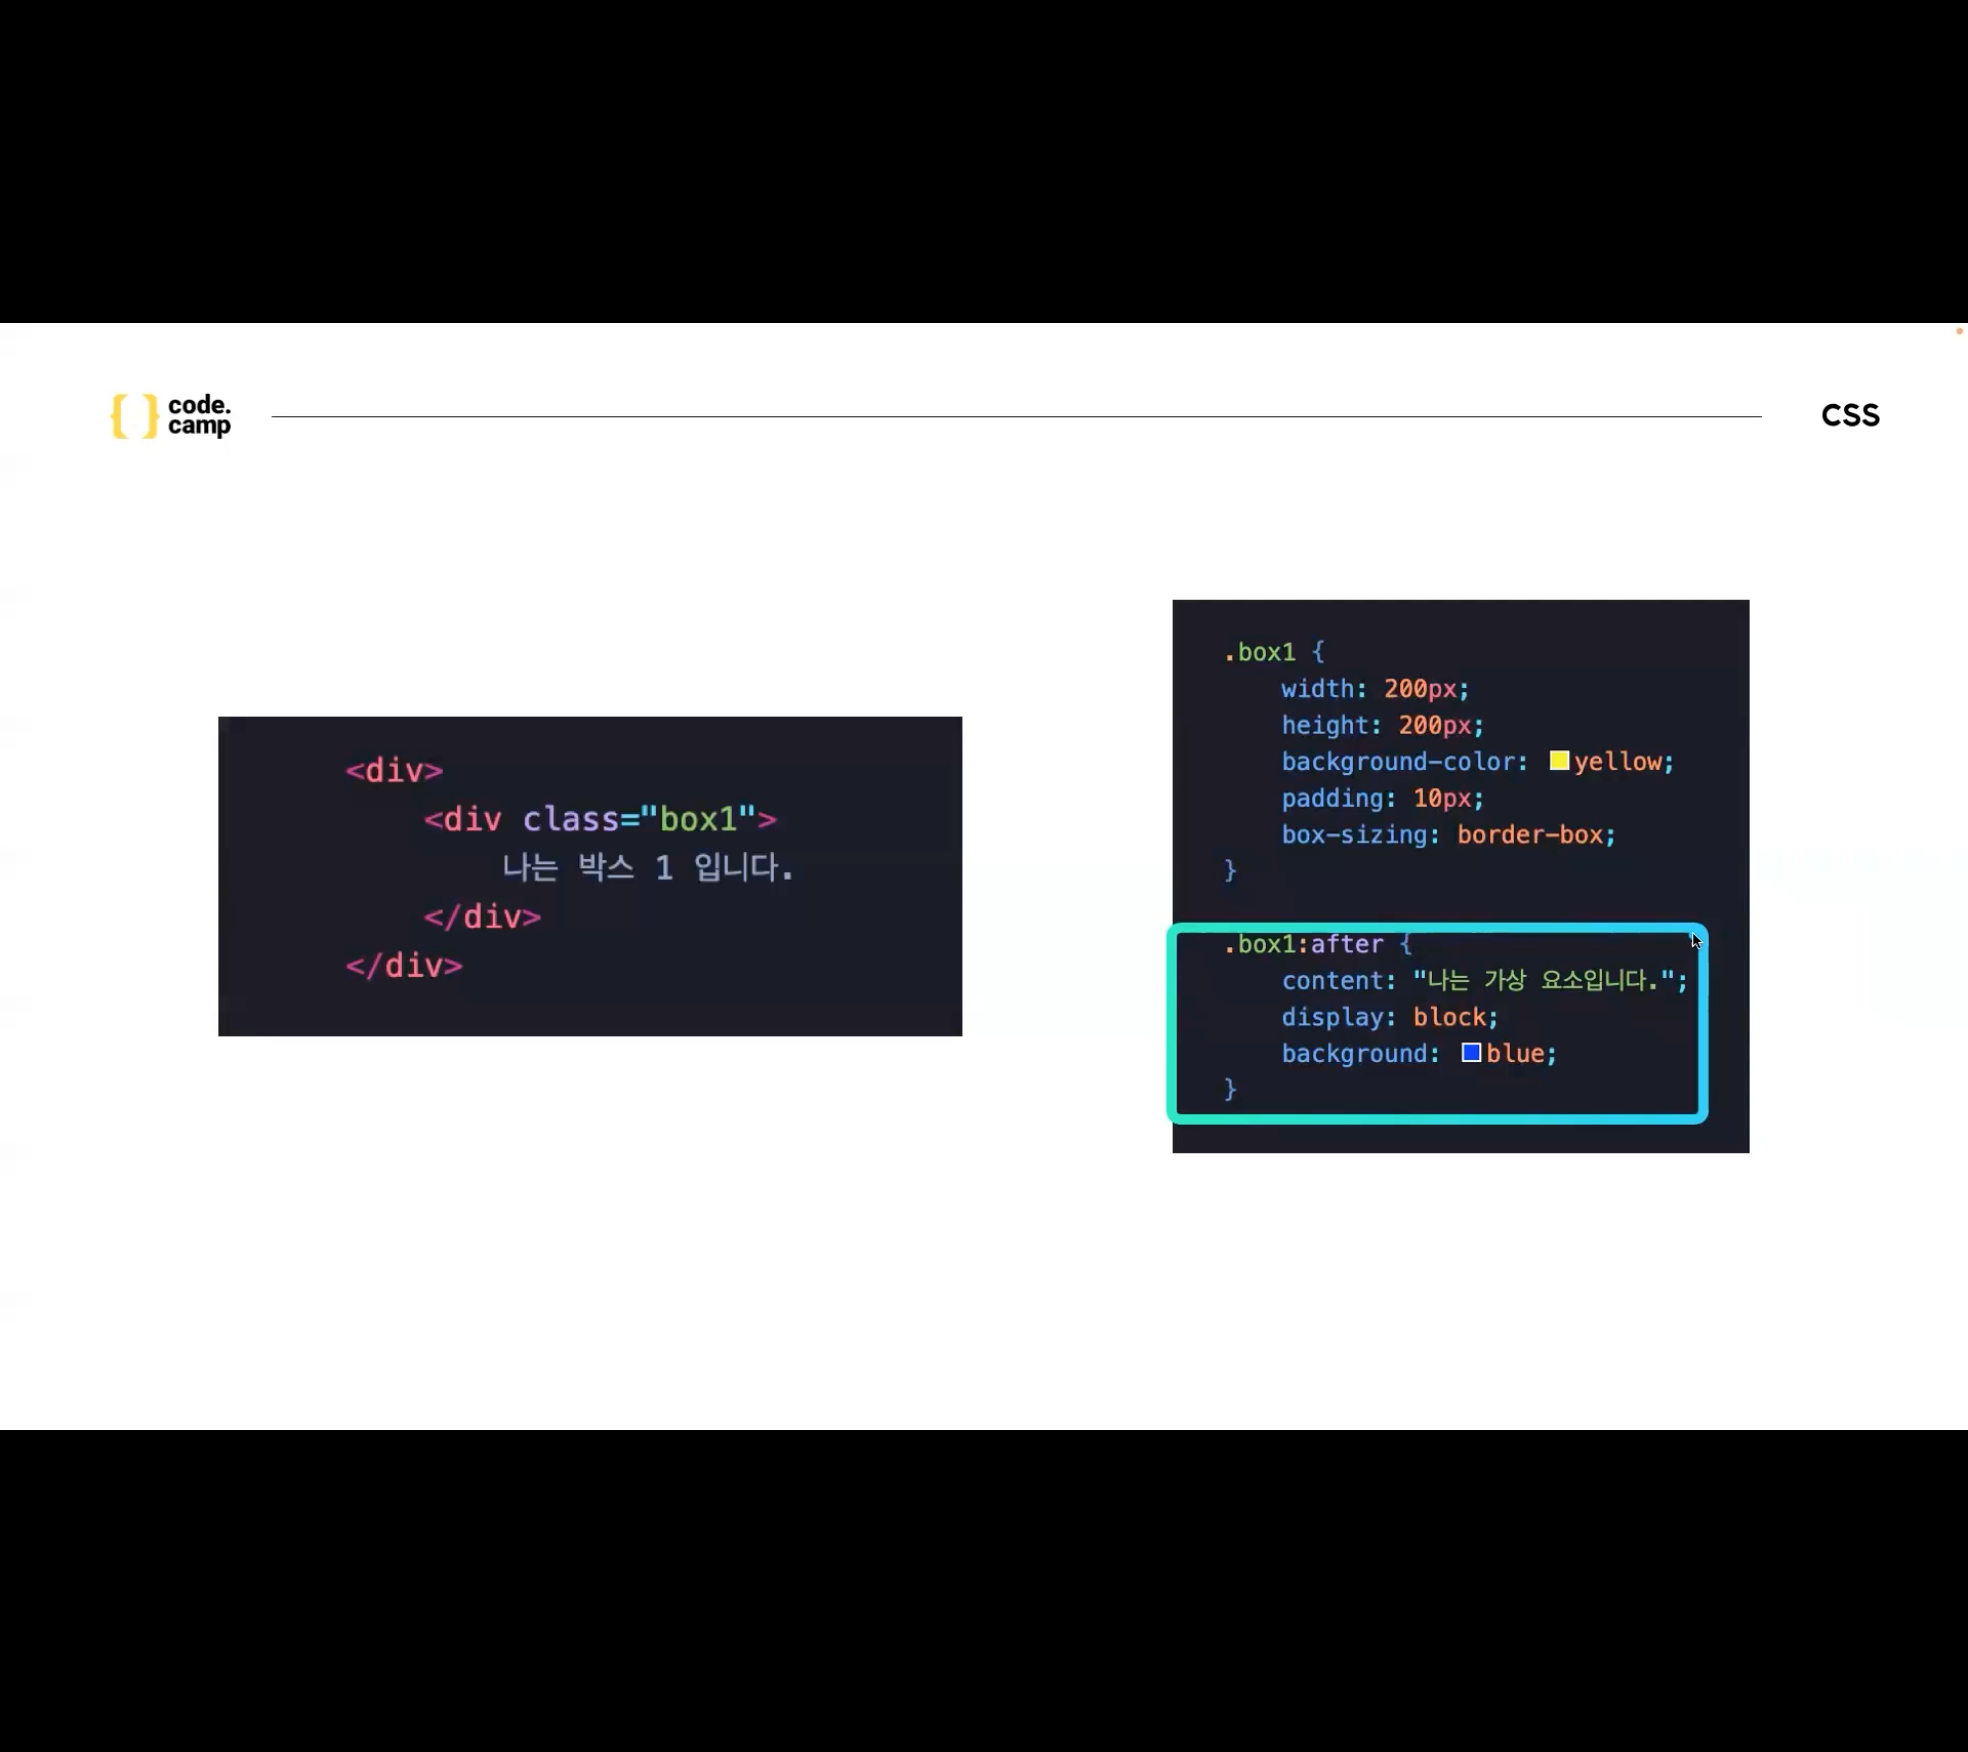 code.
camp
CSS
<div>
<div class="box1">
나는 박스 1 입니다.
</div>
</div>
.box1 {
width: 200px;
height: 200px;
background-color: yellow;
padding: 10px;
box-sizing: border-box;
}
.box1:after {
content: "나는 가상 요소입니다.";
display: block;
background: blue;
}